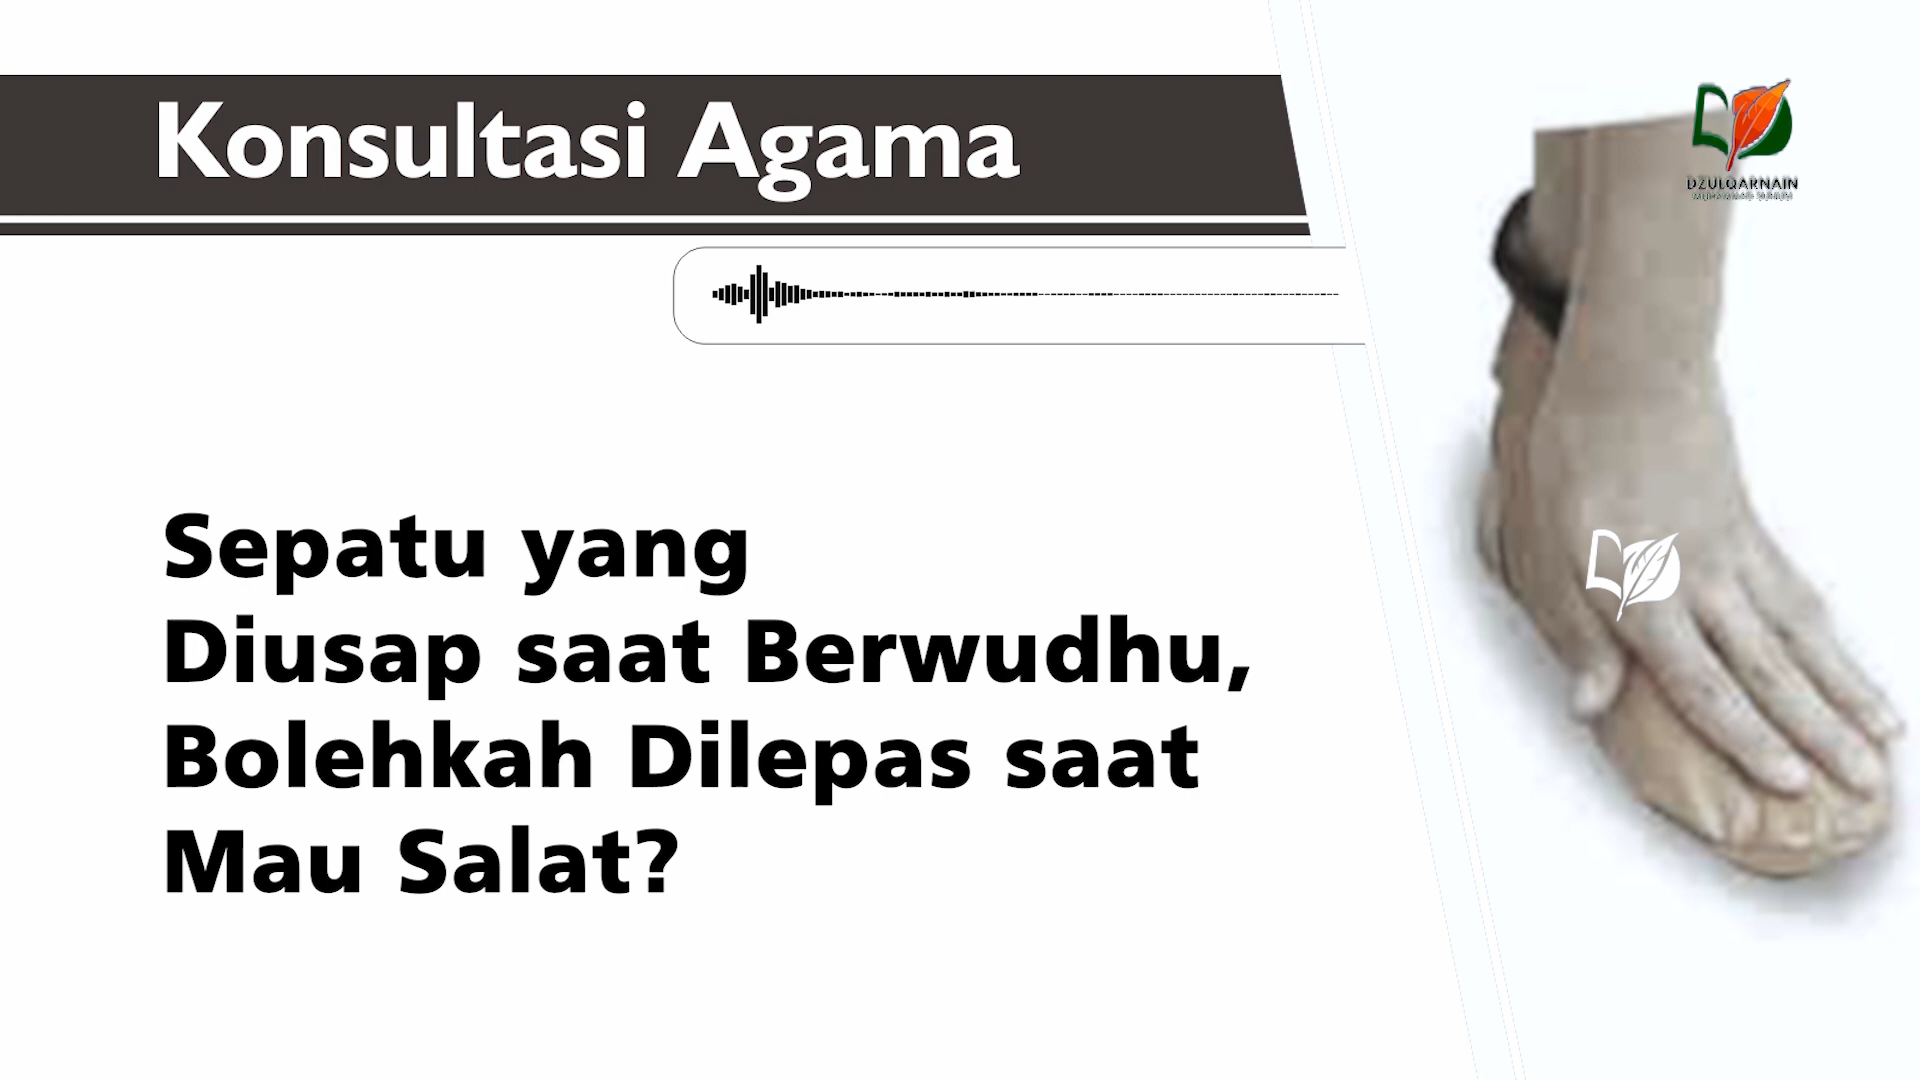 Konsultasi Agama
DZULQARNAIN
Sepatu yang
Diusap saat Berwudhu,
Bolehkah Dilepas saat
Mau Salat?